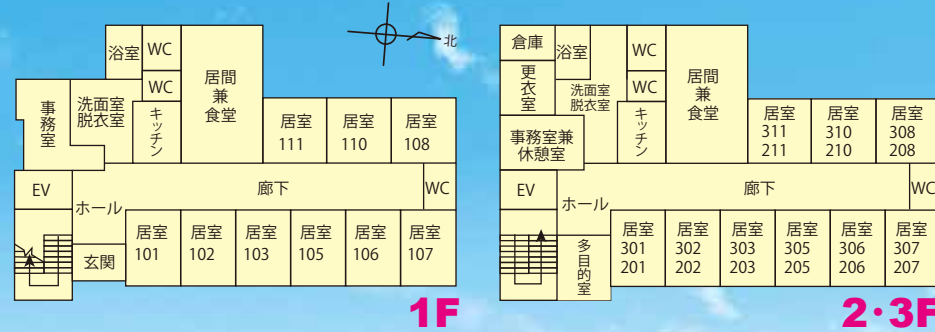 浴室
WC
WC
居間
兼
食堂
北
事務室
洗面室
脱衣室
キッチン
居室
111
居室
110
居室
108
EV
ホール
廊下
WC
居室
101
居室
102
居室
103
居室
105
居室
106
居室
107
玄関
1F
倉庫
浴室
WC
更衣室
洗面室
脱衣室
WC
居間
兼
食堂
キッチン
事務室兼
休憩室
居室
311
211
居室
310
210
居室
308
208
EV
ホール
廊下
WC
多目的室
居室
301
201
居室
302
202
居室
303
203
居室
305
205
居室
306
206
居室
307
207
2・3F